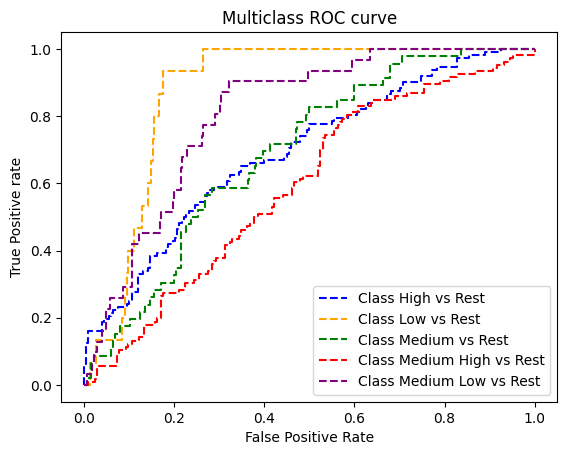 Multiclass ROC curve
True Positive rate
1.0
0.8
0.6
0.4
0.2
0.0
Class High vs Rest
Class Low vs Rest
Class Medium vs Rest
Class Medium High vs Rest
Class Medium Low vs Rest
0.0 0.2 0.4 0.6 0.8 1.0
False Positive Rate